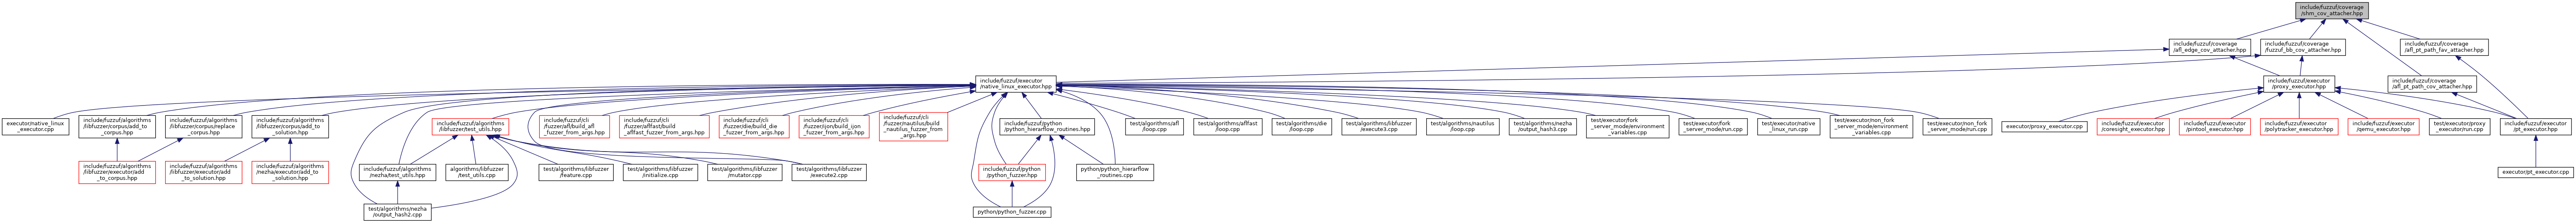 include/fuzzuf/coverage
/shm_cov_attacher.hpp
include/fuzzuf/coverage
/afl_edge_cov_attacher.hpp
include/fuzzuf/coverage
/fuzzuf_bb_cov_attacher.hpp
include/fuzzuf/coverage
/afl_pt_path_fav_attacher.hpp
include/fuzzuf/executor
/native_linux_executor.hpp
include/fuzzuf/executor
/proxy_executor.hpp
include/fuzzuf/coverage
/afl_pt_path_cov_attacher.hpp
executor/native_linux
_executor.cpp
include/fuzzuf/algorithms
/libfuzzer/corpus/add_to
_corpus.hpp
include/fuzzuf/algorithms
/libfuzzer/corpus/replace
_corpus.hpp
include/fuzzuf/algorithms
/libfuzzer/corpus/add_to
_solution.hpp
include/fuzzuf/algorithms
/libfuzzer/test_utils.hpp
include/fuzzuf/cli
/fuzzer/afl/build_afl
_fuzzer_from_args.hpp
include/fuzzuf/cli
/fuzzer/aflfast/build
_aflfast_fuzzer_from_args.hpp
include/fuzzuf/cli
/fuzzer/die/build_die
_fuzzer_from_args.hpp
include/fuzzuf/cli
/fuzzer/ijon/build_ijon
_fuzzer_from_args.hpp
include/fuzzuf/cli
/fuzzer/nautilus/build
_nautilus_fuzzer_from
_args.hpp
include/fuzzuf/python
/python_hierarflow_routines.hpp
test/algorithms/afl
/loop.cpp
test/algorithms/aflfast
/loop.cpp
test/algorithms/die
/loop.cpp
test/algorithms/libfuzzer
/execute3.cpp
test/algorithms/nautilus
/loop.cpp
test/algorithms/nezha
/output_hash3.cpp
test/executor/fork
_server_mode/environment
_variables.cpp
test/executor/fork
_server_mode/run.cpp
test/executor/native
_linux_run.cpp
test/executor/non_fork
_server_mode/environment
_variables.cpp
test/executor/non_fork
_server_mode/run.cpp
executor/proxy_executor.cpp
include/fuzzuf/executor
/coresight_executor.hpp
include/fuzzuf/executor
/pintool_executor.hpp
include/fuzzuf/executor
/polytracker_executor.hpp
include/fuzzuf/executor
/qemu_executor.hpp
test/executor/proxy
_executor/run.cpp
include/fuzzuf/executor
/pt_executor.hpp
include/fuzzuf/algorithms
/libfuzzer/executor/add
_to_corpus.hpp
include/fuzzuf/algorithms
/libfuzzer/executor/add
_to_solution.hpp
include/fuzzuf/algorithms
/nezha/executor/add_to
_solution.hpp
include/fuzzuf/algorithms
/nezha/test_utils.hpp
algorithms/libfuzzer
/test_utils.cpp
test/algorithms/libfuzzer
/feature.cpp
test/algorithms/libfuzzer
/initialize.cpp
test/algorithms/libfuzzer
/mutator.cpp
test/algorithms/libfuzzer
/execute2.cpp
include/fuzzuf/python
/python_fuzzer.hpp
python/python_hierarflow
_routines.cpp
executor/pt_executor.cpp
test/algorithms/nezha
/output_hash2.cpp
python/python_fuzzer.cpp